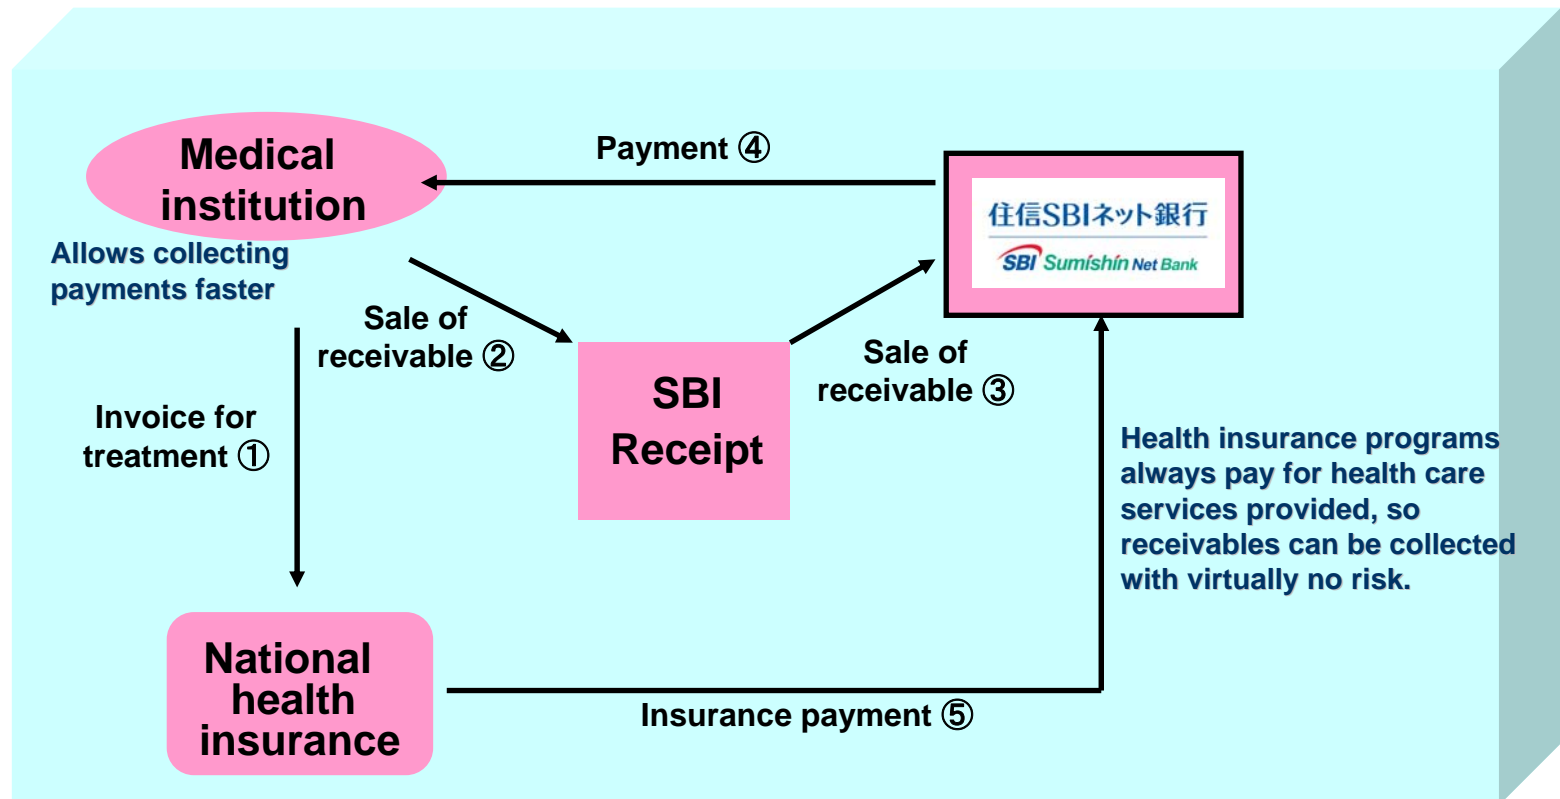 Medical
institution
Allows collecting
payments faster
Payment ④
住信SBIネット銀行
SBI Sumishin Net Bank
Sale of
receivable ②
Sale of
receivable ③
SBI
Receipt
Invoice for
treatment ①
Health insurance programs
always pay for health care
services provided, so
receivables can be collected
with virtually no risk.
National
health
insurance
Insurance payment ⑤